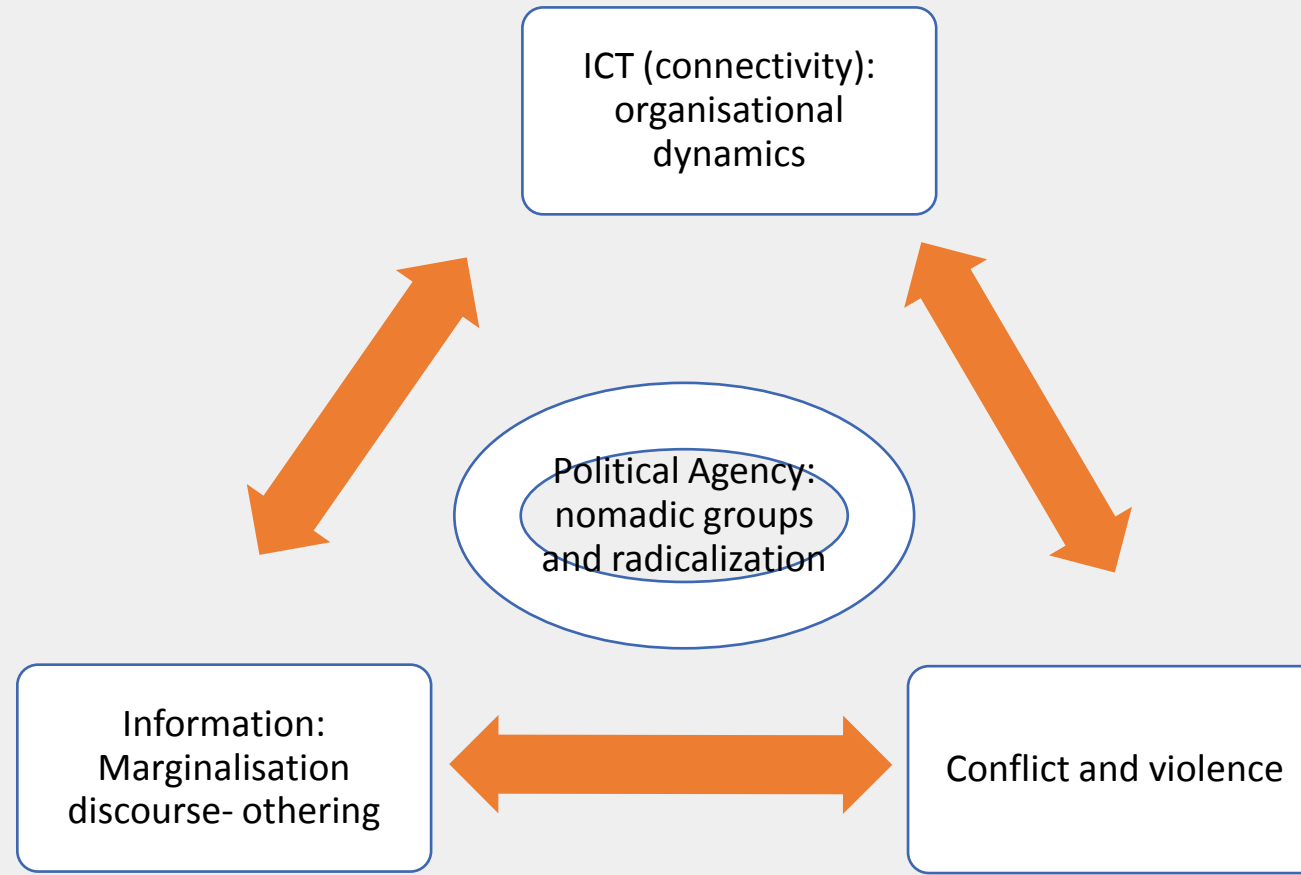 ICT (connectivity):
organisational
dynamics
Political Agency:
nomadic groups
and radicalization
Information:
Marginalisation
discourse- othering
Conflict and violence